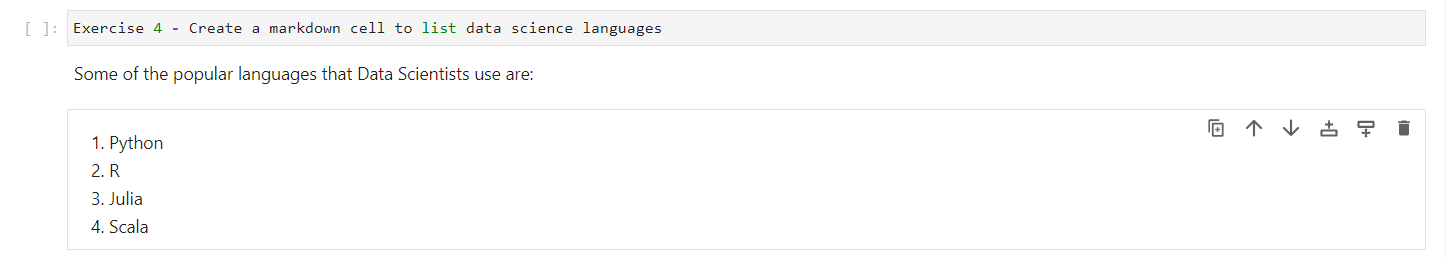 [ ]: Exercise 4 - Create a markdown cell to list data science languages
Some of the popular languages that Data Scientists use are:
1. Python
2. R
3. Julia
4. Scala